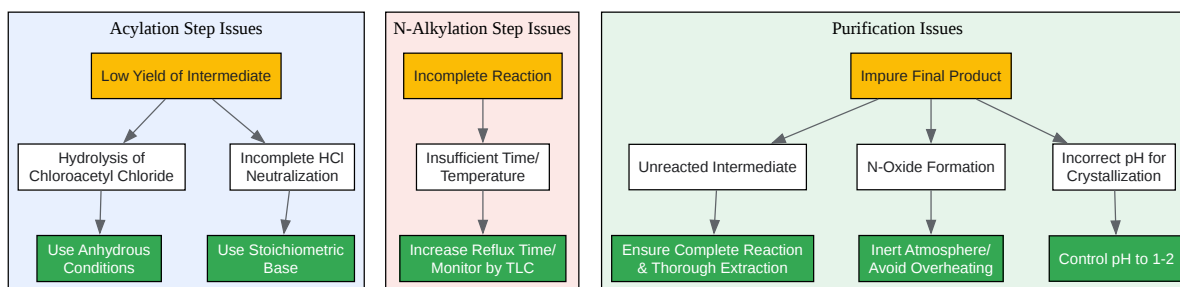 Acylation Step Issues
Low Yield of Intermediate
Hydrolysis of
Chloroacetyl Chloride
Incomplete HCl
Neutralization
Use Anhydrous
Conditions
Use Stoichiometric
Base
N-Alkylation Step Issues
Incomplete Reaction
Insufficient Time/
Temperature
Increase Reflux Time/
Monitor by TLC
Purification Issues
Impure Final Product
Unreacted Intermediate
N-Oxide Formation
Incorrect pH for
Crystallization
Ensure Complete Reaction
& Thorough Extraction
Inert Atmosphere/
Avoid Overheating
Control pH to 1-2